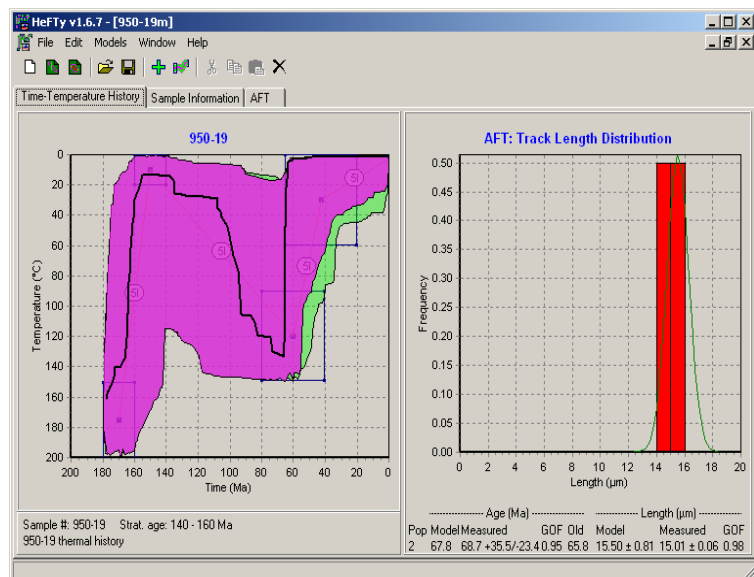 HeFTy v1.6.7 - [950-19m]
File Edit Models Window Help
Time-Temperature History Sample Information AFT
950-19
Temperature (°C)
0
20
40
60
80
100
120
140
160
180
200
5I
5I
5I
5I
200 180 160 140 120 100 80 60 40 20 0
Time (Ma)
Sample #: 950-19 Strat. age: 140 - 160 Ma
950-19 thermal history
AFT: Track Length Distribution
Frequency
0.50
0.45
0.40
0.35
0.30
0.25
0.20
0.15
0.10
0.05
0.00
0 2 4 6 8 10 12 14 16 18 20
Length (µm)
Age (Ma) Length (µm)
Pop Model Measured GOF Old Model Measured GOF
2 67.8 68.7 +35.5/-23.4 0.95 65.8 15.50 ± 0.81 15.01 ± 0.06 0.98